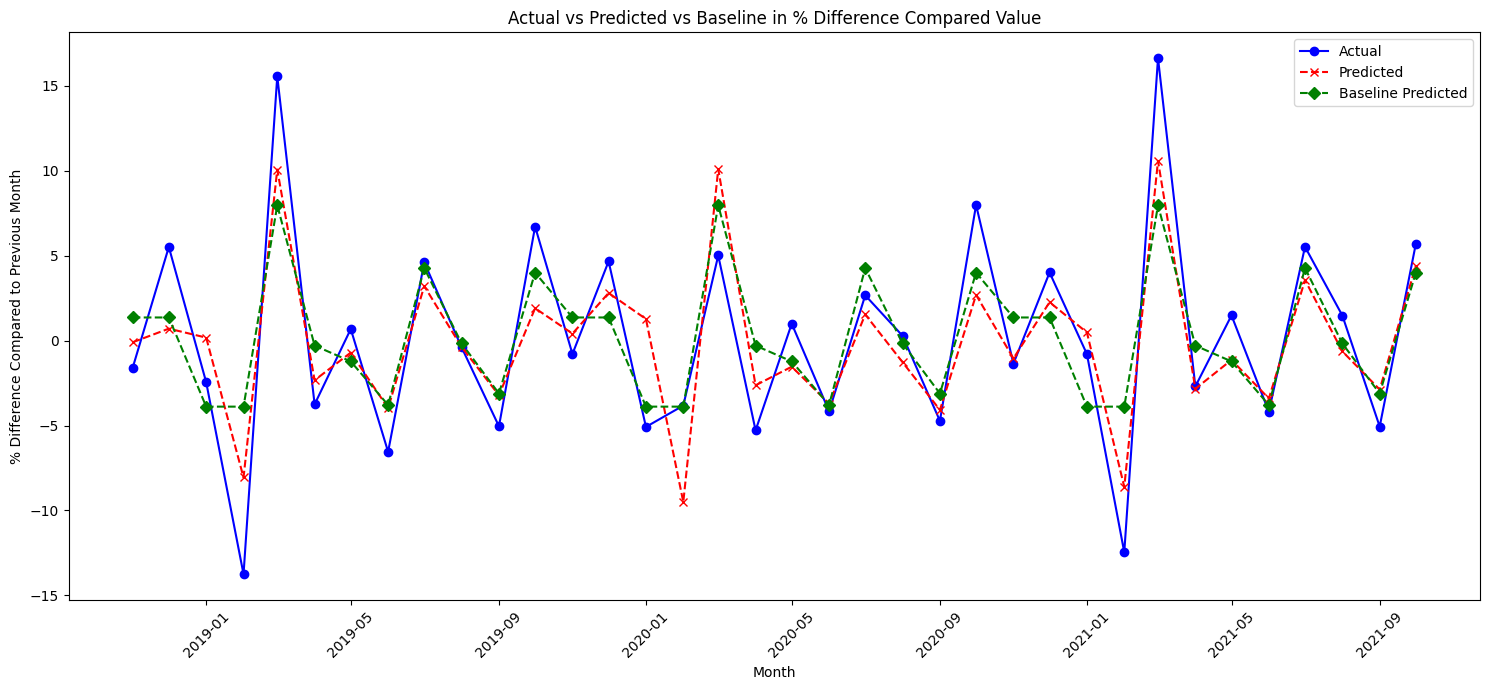 Actual vs Predicted vs Baseline in % Difference Compared Value
Actual
Predicted
Baseline Predicted
% Difference Compared to Previous Month
15
10
5
0
−5
−10
−15
2019-01
2019-05
2019-09
2020-01
2020-05
2020-09
2021-01
2021-05
2021-09
Month